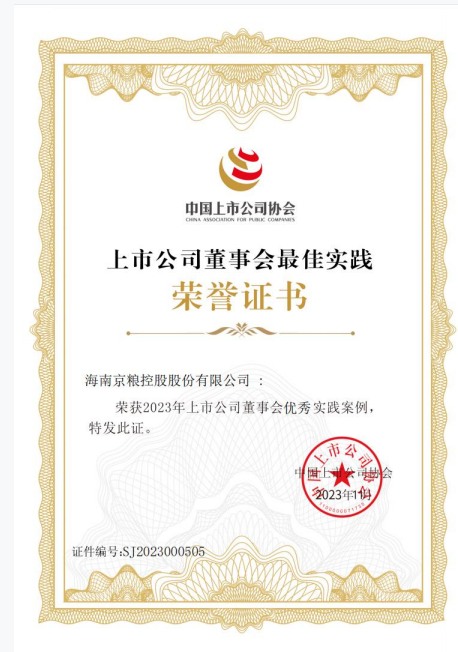 中国上市公司协会
CHINA ASSOCIATION FOR PUBLIC COMPANIES
上市公司董事会最佳实践
荣誉证书
海南京粮控股股份有限公司 :
荣获2023年上市公司董事会优秀实践案例,
特发此证。
中国上市公司协会
2023年11月
证件编号:SJ2023000505